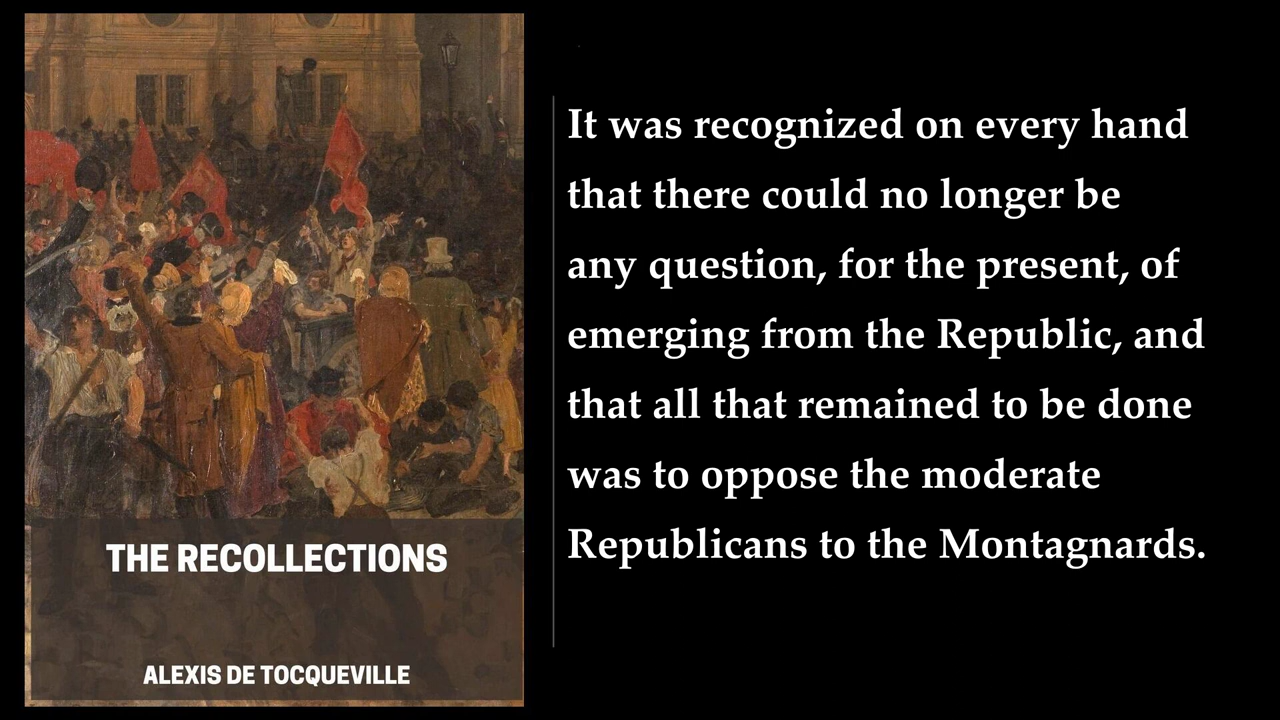 THE RECOLLECTIONS
ALEXIS DE TOCQUEVILLE
It was recognized on every hand
that there could no longer be
any question, for the present, of
emerging from the Republic, and
that all that remained to be done
was to oppose the moderate
Republicans to the Montagnards.